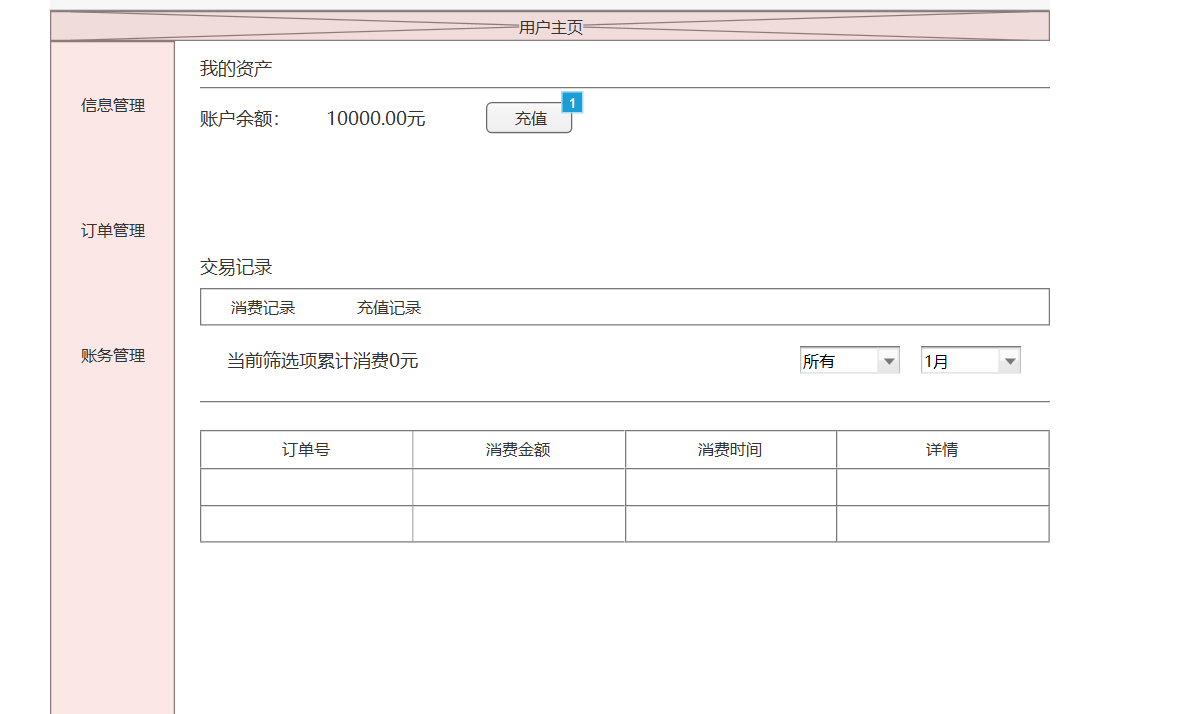 用户主页
信息管理
订单管理
账务管理
我的资产
账户余额： 10000.00元 充值 1
交易记录
消费记录 充值记录
当前筛选项累计消费0元 所有 1月
订单号 消费金额 消费时间 详情